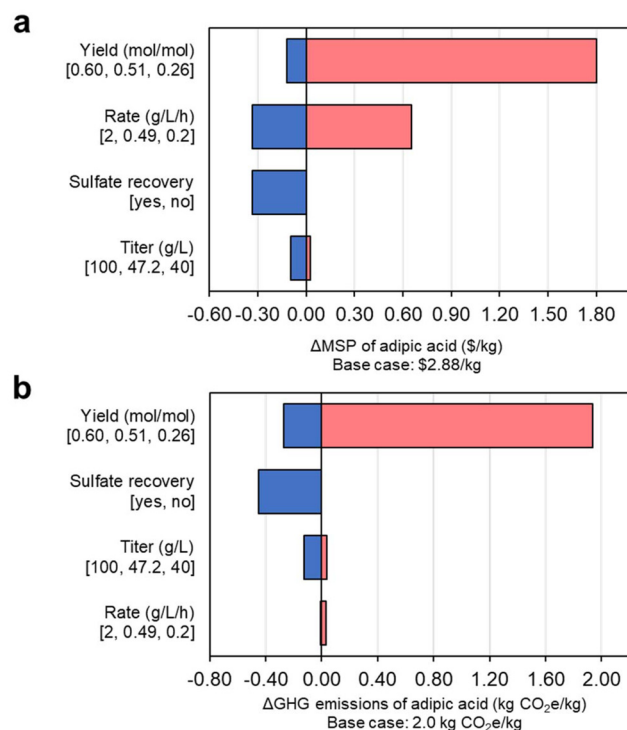 a
Yield (mol/mol)
[0.60, 0.51, 0.26]
Rate (g/L/h)
[2, 0.49, 0.2]
Sulfate recovery
[yes, no]
Titer (g/L)
[100, 47.2, 40]
-0.60 -0.30 0.00 0.30 0.60 0.90 1.20 1.50 1.80
ΔMSP of adipic acid ($/kg)
Base case: $2.88/kg
b
Yield (mol/mol)
[0.60, 0.51, 0.26]
Sulfate recovery
[yes, no]
Titer (g/L)
[100, 47.2, 40]
Rate (g/L/h)
[2, 0.49, 0.2]
-0.80 -0.40 0.00 0.40 0.80 1.20 1.60 2.00
ΔGHG emissions of adipic acid (kg CO₂e/kg)
Base case: 2.0 kg CO₂e/kg